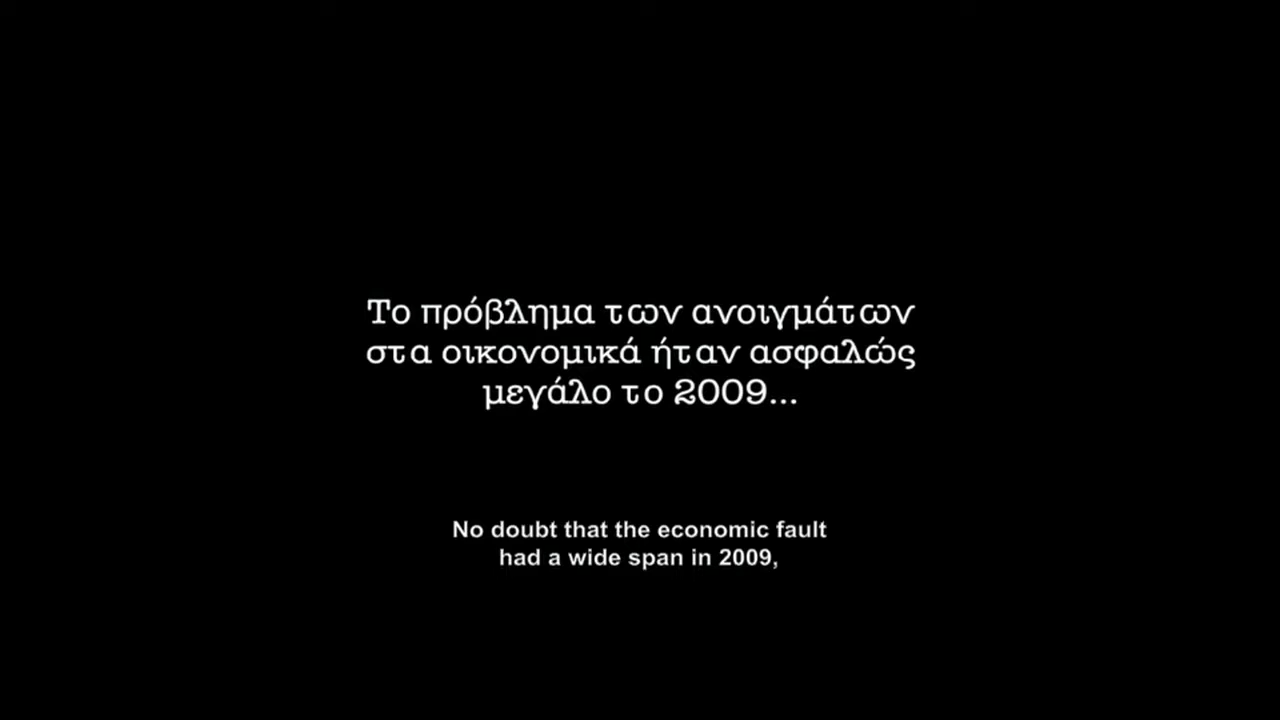 Το πρόβλημα των ανοιγμάτων
στα οικονομικά ήταν ασφαλώς
μεγάλο το 2009...
No doubt that the economic fault
had a wide span in 2009,